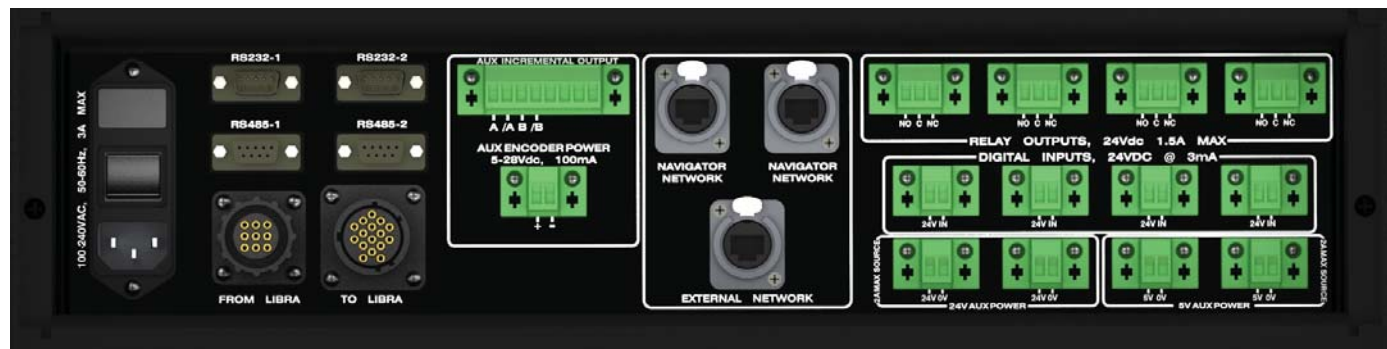 100-240VAC, 50-60Hz, 3A MAX
RS232-1
RS232-2
RS485-1
RS485-2
FROM LIBRA
TO LIBRA
AUX INCREMENTAL OUTPUT
A /A B /B
AUX ENCODER POWER
5-28Vdc, 100mA
+ -
NAVIGATOR
NETWORK
NAVIGATOR
NETWORK
EXTERNAL NETWORK
NO C NC
NO C NC
NO C NC
NO C NC
RELAY OUTPUTS, 24Vdc 1.5A MAX
DIGITAL INPUTS, 24VDC @ 3mA
24V IN
24V IN
24V IN
24V IN
2A MAX SOURCE
24V 0V
24V 0V
24V AUX POWER
5V 0V
5V 0V
5V AUX POWER
2A MAX SOURCE